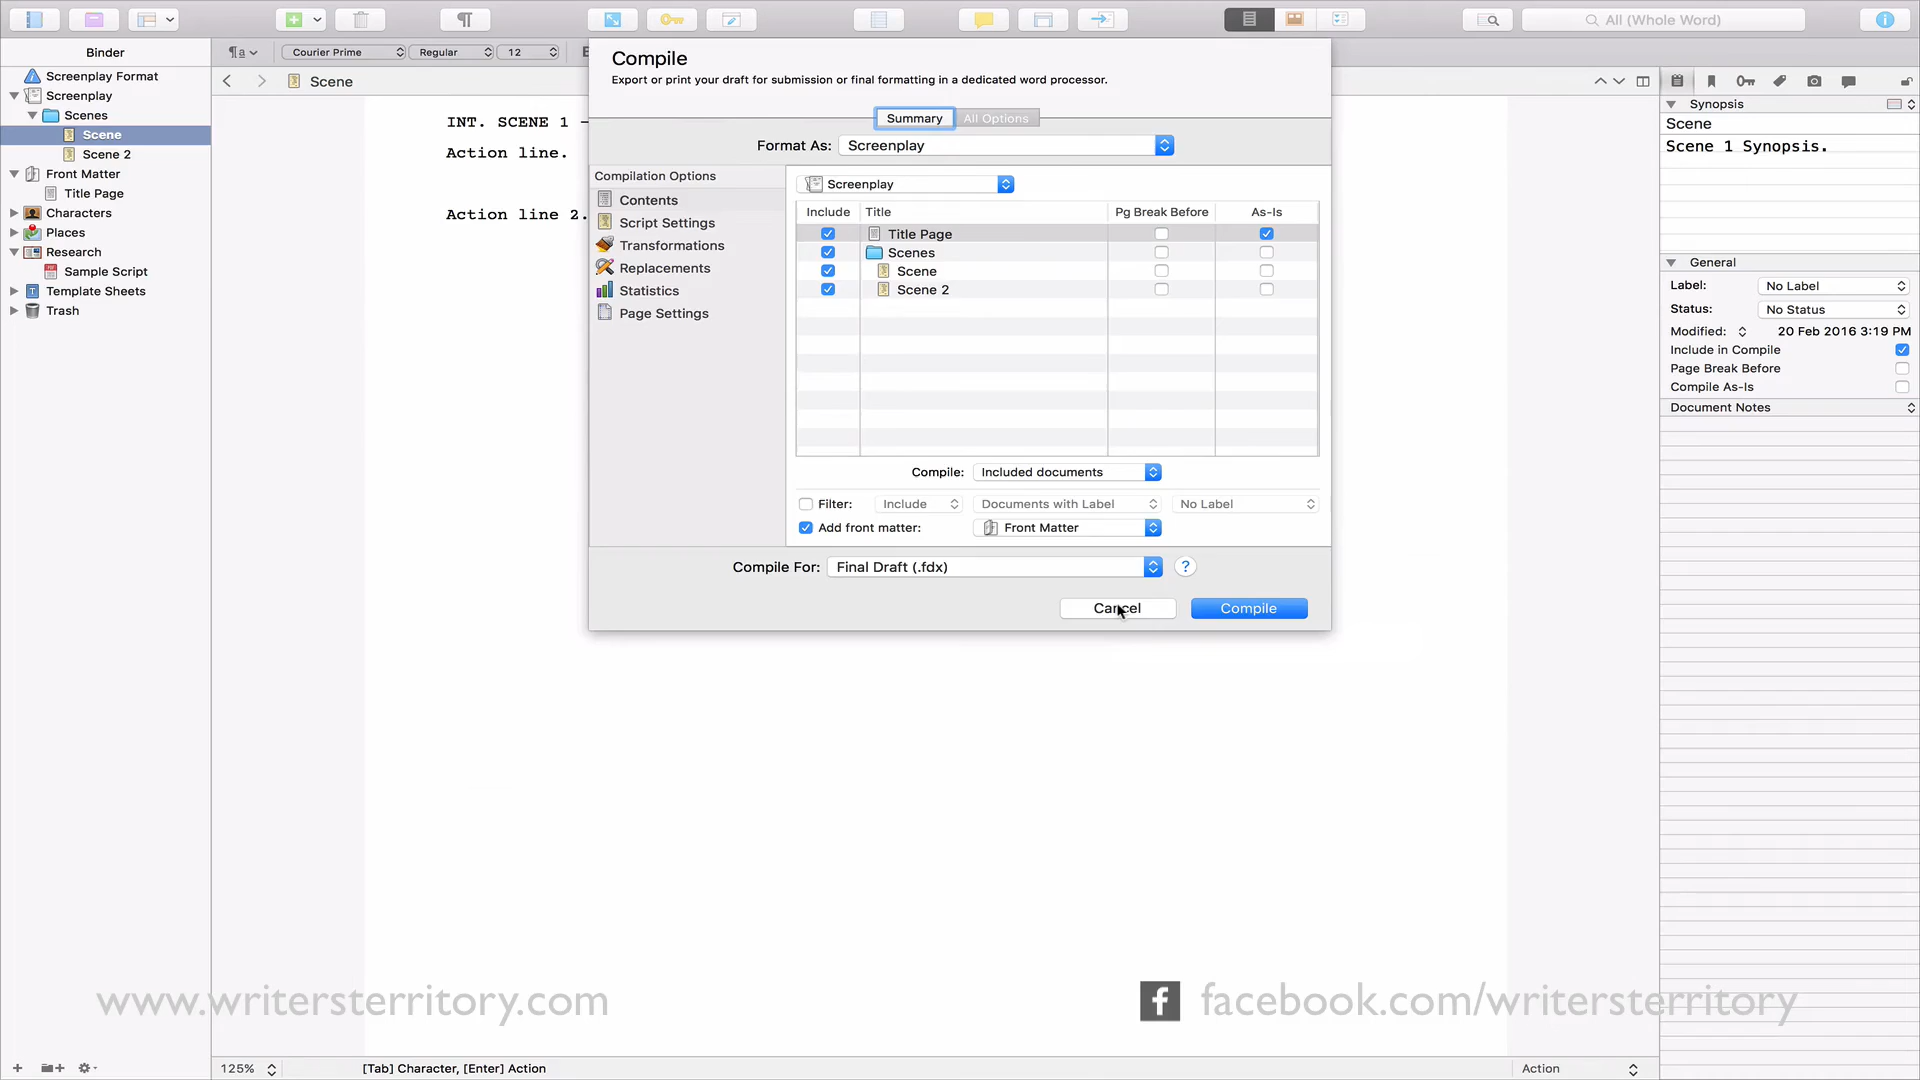 All (Whole Word)
Binder
Screenplay Format
Screenplay
Scenes
Scene
Scene 2
Front Matter
Title Page
Characters
Places
Research
Sample Script
Template Sheets
Trash
Courier Prime
Regular
12
Scene
INT. SCENE 1 –
Action line.
Action line 2.
Compile
Export or print your draft for submission or final formatting in a dedicated word processor.
Summary
All Options
Format As: Screenplay
Compilation Options
Contents
Script Settings
Transformations
Replacements
Statistics
Page Settings
Screenplay
Include Title Pg Break Before As-Is
Title Page
Scenes
Scene
Scene 2
Compile: Included documents
Filter: Include Documents with Label No Label
Add front matter: Front Matter
Compile For: Final Draft (.fdx) ?
Cancel Compile
Synopsis
Scene
Scene 1 Synopsis.
General
Label: No Label
Status: No Status
Modified: 20 Feb 2016 3:19 PM
Include in Compile
Page Break Before
Compile As-Is
Document Notes
www.writersterritory.com
f facebook.com/writersterritory
125% [Tab] Character, [Enter] Action Action